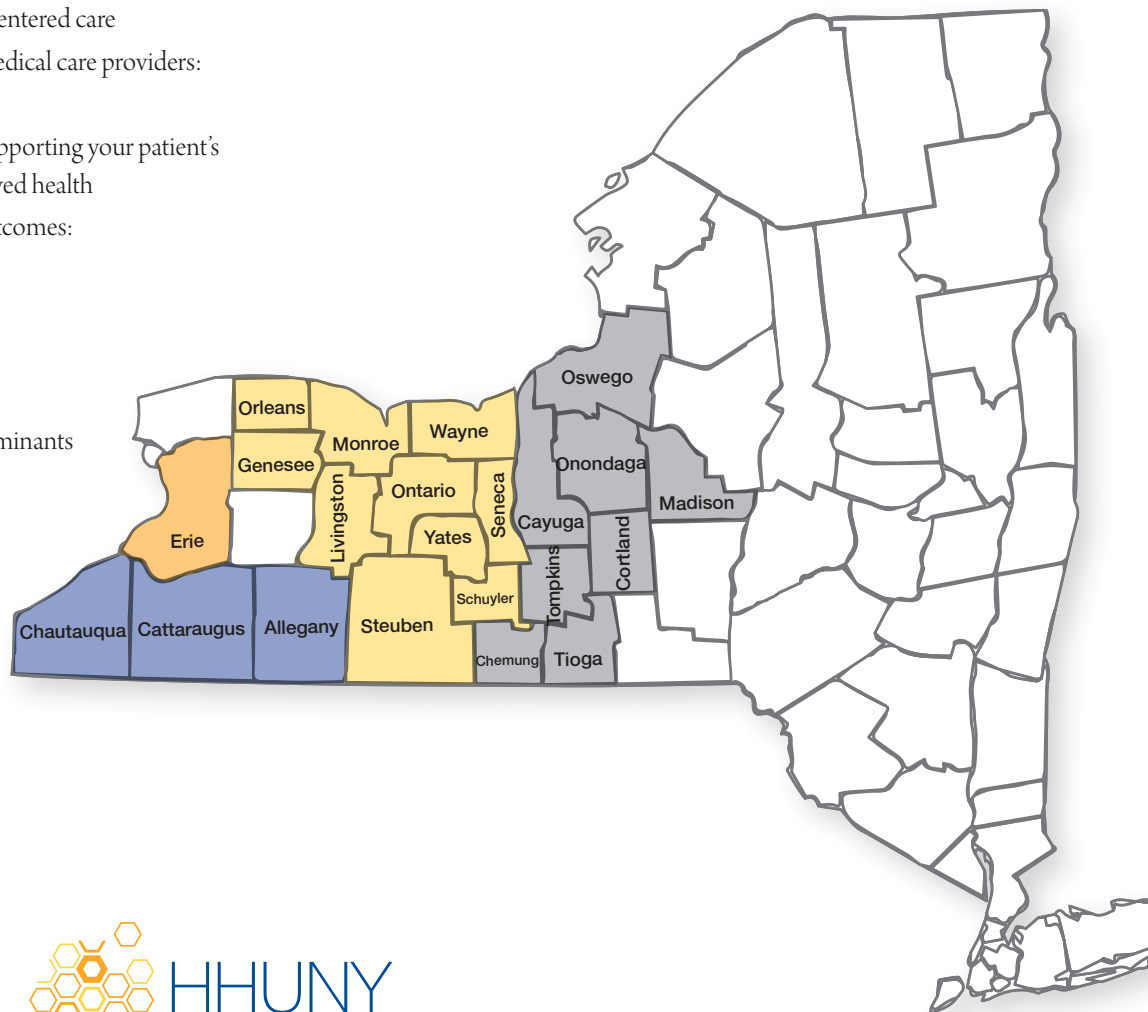 entered care
edical care providers:
pporting your patient's
ved health
tcomes:
minants
Oswego
Orleans
Monroe
Wayne
Genesee
Onondaga
Livingston
Ontario
Seneca
Madison
Cayuga
Erie
Yates
Cortland
Tompkins
Schuyler
Chautauqua
Cattaraugus
Allegany
Steuben
Chemung
Tioga
HHUNY